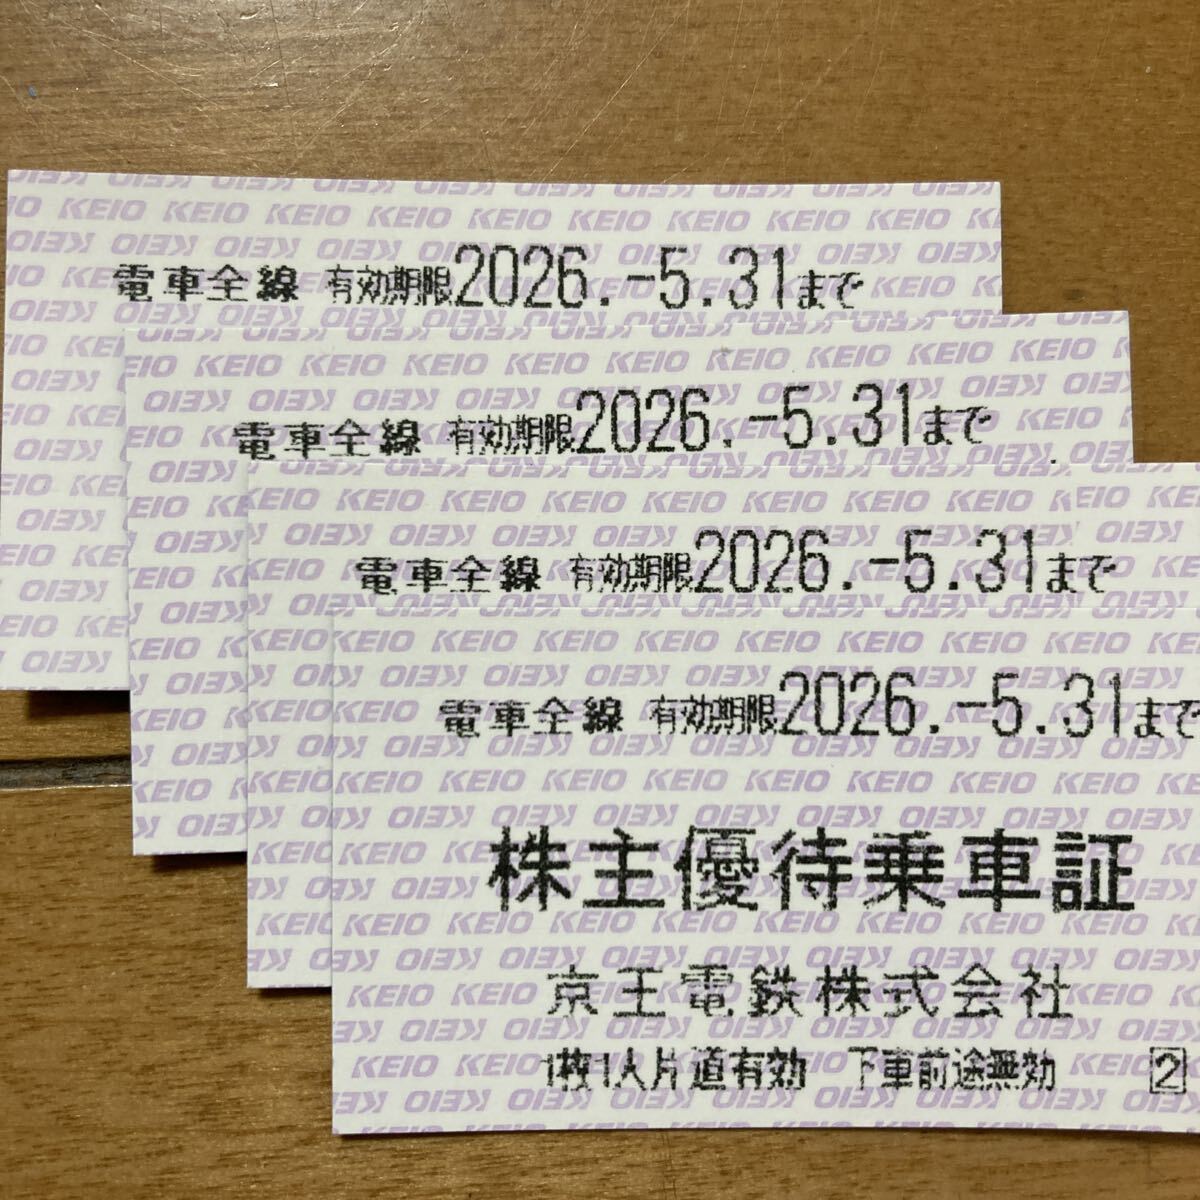 電車全線 有効期限2026.-5.31まで
電車全線 有効期限2026.-5.31まで
電車全線 有効期限2026.-5.31まで
電車全線 有効期限2026.-5.31まで
株主優待乗車証
京王電鉄株式会社
1枚1人片道有効 下車前途無効 2